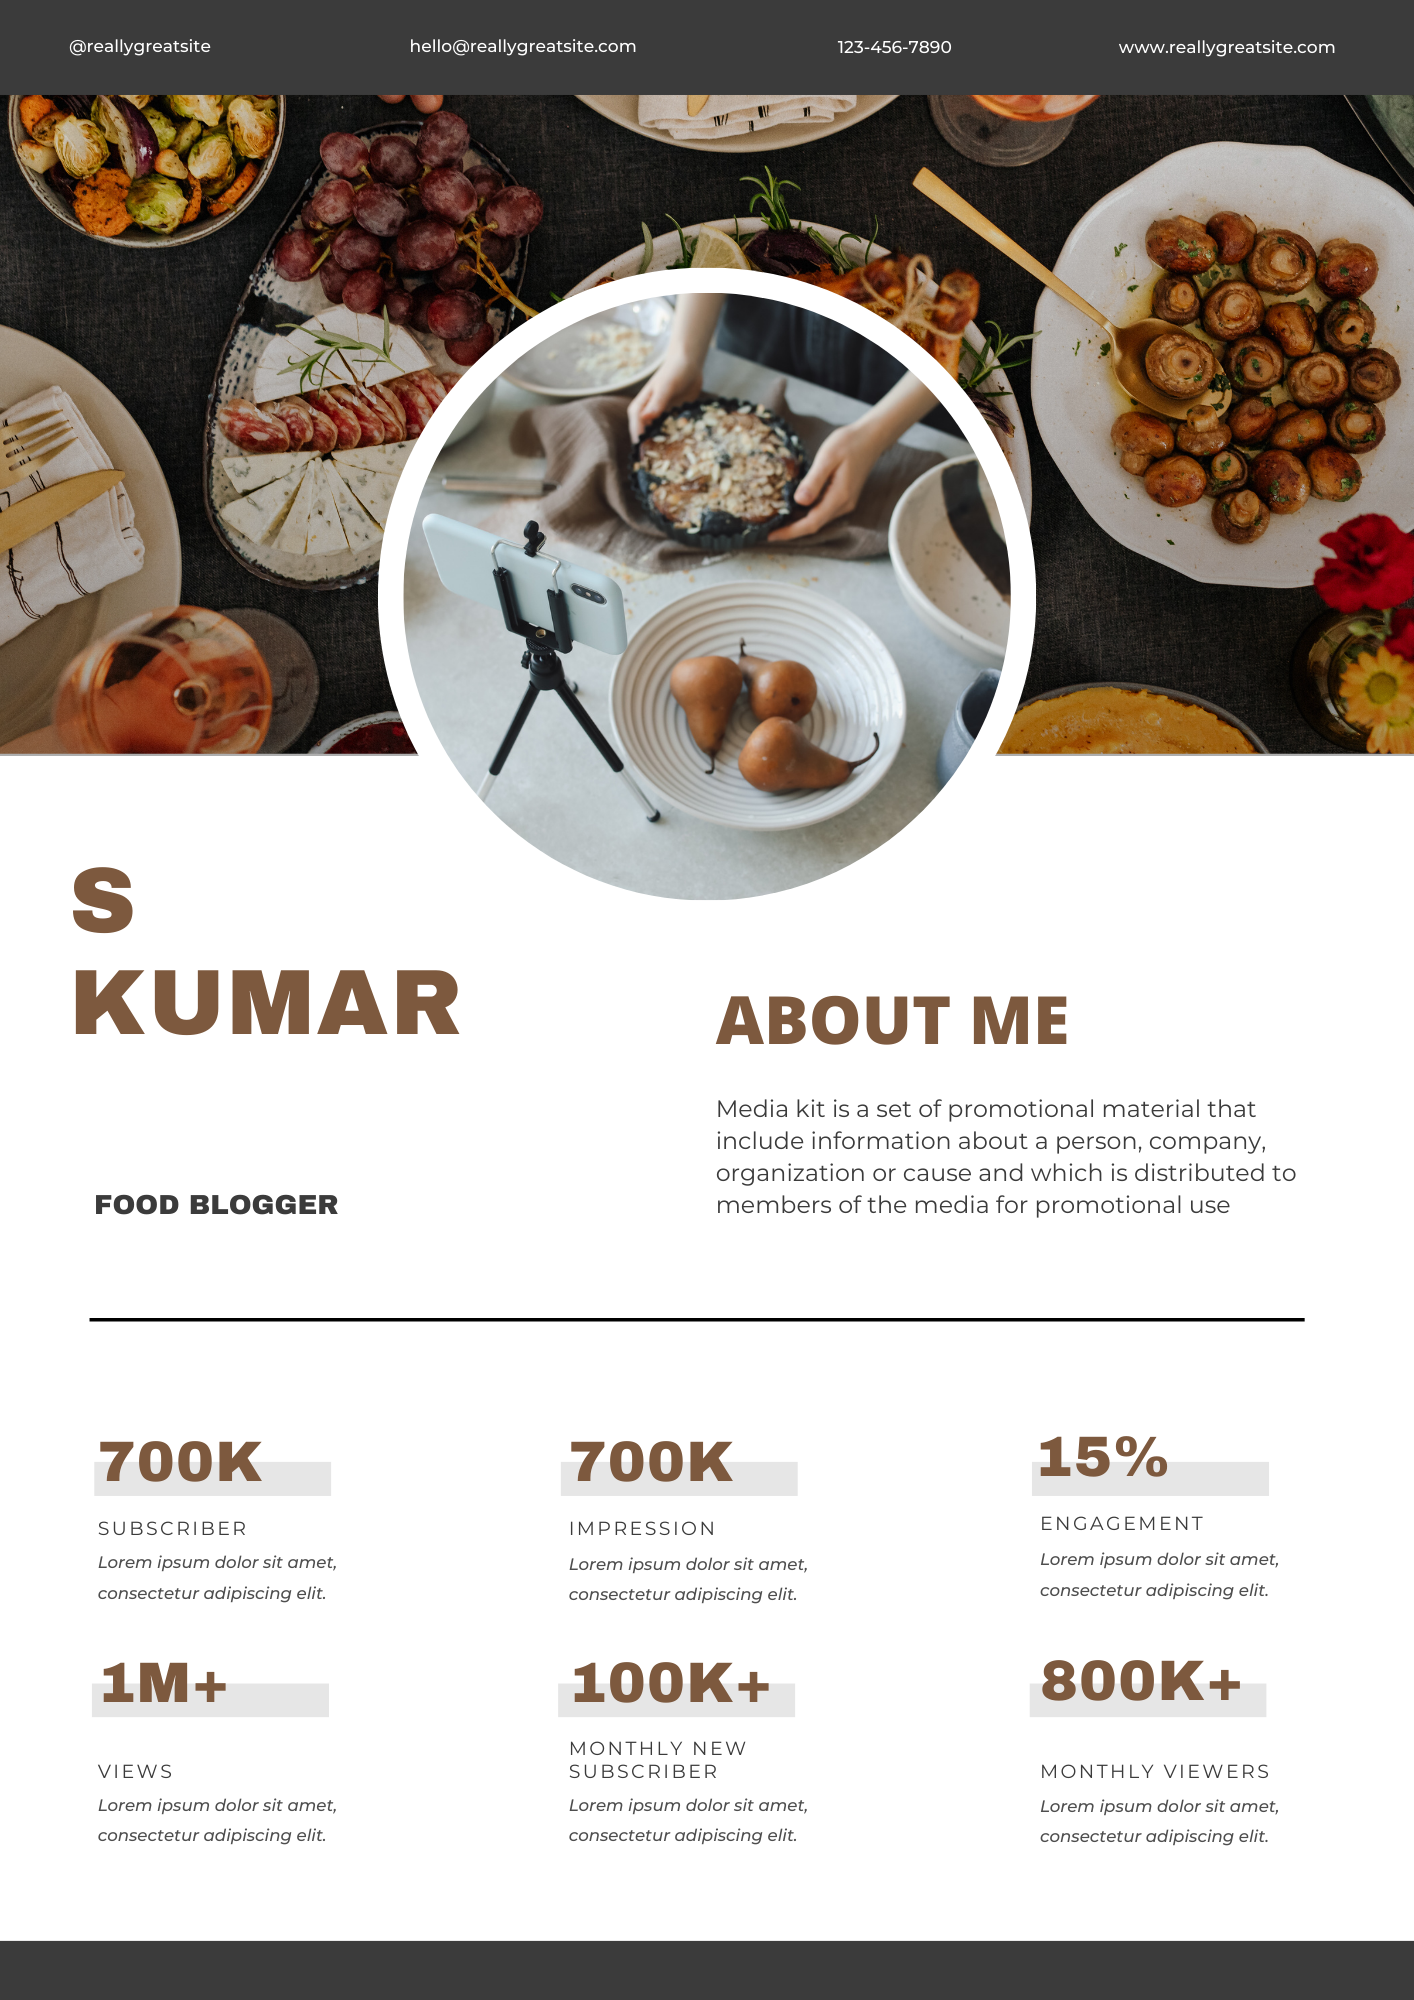 @reallygreatsite
hello@reallygreatsite.com
123-456-7890
www.reallygreatsite.com
S
KUMAR
FOOD BLOGGER
ABOUT ME
Media kit is a set of promotional material that
include information about a person, company,
organization or cause and which is distributed to
members of the media for promotional use
700K
SUBSCRIBER
Lorem ipsum dolor sit amet,
consectetur adipiscing elit.
700K
IMPRESSION
Lorem ipsum dolor sit amet,
consectetur adipiscing elit.
15%
ENGAGEMENT
Lorem ipsum dolor sit amet,
consectetur adipiscing elit.
1M+
VIEWS
Lorem ipsum dolor sit amet,
consectetur adipiscing elit.
100K+
MONTHLY NEW
SUBSCRIBER
Lorem ipsum dolor sit amet,
consectetur adipiscing elit.
800K+
MONTHLY VIEWERS
Lorem ipsum dolor sit amet,
consectetur adipiscing elit.